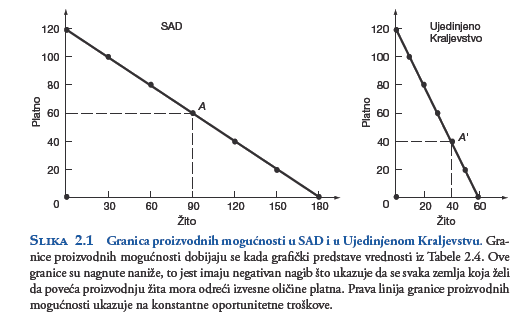 SAD
Ujedinjeno
Kraljevstvo
Platno
120
100
80
60
40
20
0
A
30 60 90 120 150 180
Žito
Platno
120
100
80
60
40
20
0
A'
20 40 60
Žito
SLIKA 2.1 Granica proizvodnih mogućnosti u SAD i u Ujedinjenom Kraljevstvu. Gra-
nice proizvodnih mogućnosti dobijaju se kada grafički predstave vrednosti iz Tabele 2.4. Ove
granice su nagnute naniže, to jest imaju negativan nagib što ukazuje da se svaka zemlja koja želi
da poveća proizvodnju žita mora odreći izvesne oličine platna. Prava linija granice proizvodnih
mogućnosti ukazuje na konstantne oportunitetne troškove.